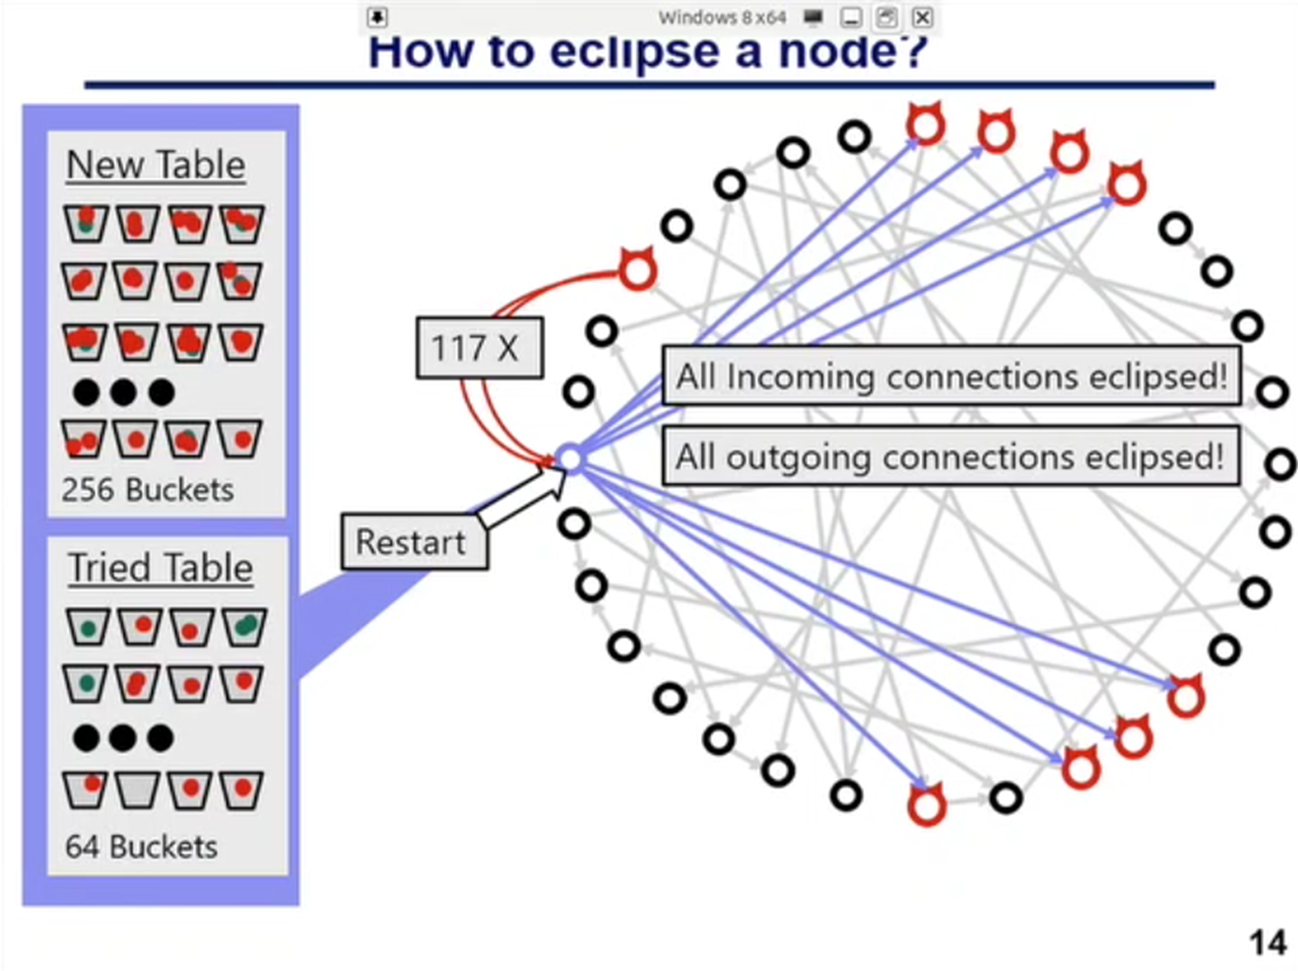 Windows 8 x64
How to eclipse a node?
New Table
256 Buckets
Tried Table
64 Buckets
117 X
Restart
All Incoming connections eclipsed!
All outgoing connections eclipsed!
14